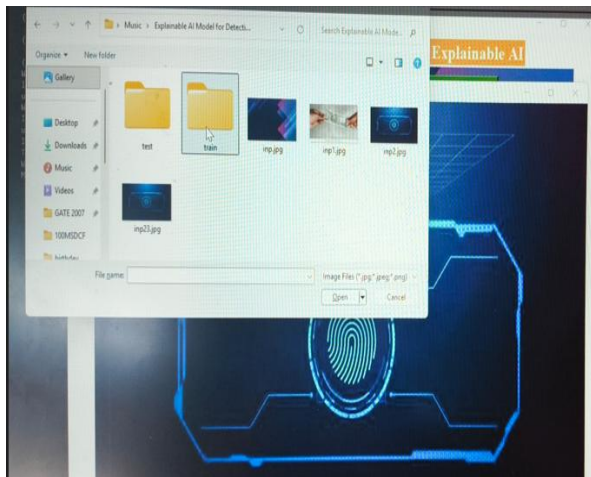 Music > Explainable AI Model for Detecti...
Search Explainable AI Mode...
Explainable AI
Organize
New folder
Gallery
Desktop
Downloads
Music
Videos
GATE 2007
100MSDCF
birthday
test
train
inp.jpg
inp1.jpg
inp2.jpg
inp23.jpg
File name:
Image Files (*.jpg;*.jpeg;*.png)
Open
Cancel